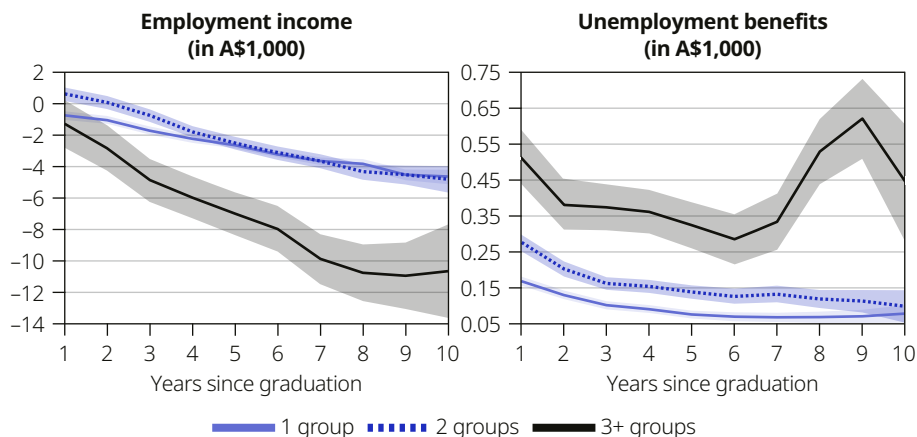 Employment income
(in A$1,000)
2
0
–2
–4
–6
–8
–10
–12
–14
1 2 3 4 5 6 7 8 9 10
Years since graduation
Unemployment benefits
(in A$1,000)
0.75
0.65
0.55
0.45
0.35
0.25
0.15
0.05
1 2 3 4 5 6 7 8 9 10
Years since graduation
1 group 2 groups 3+ groups